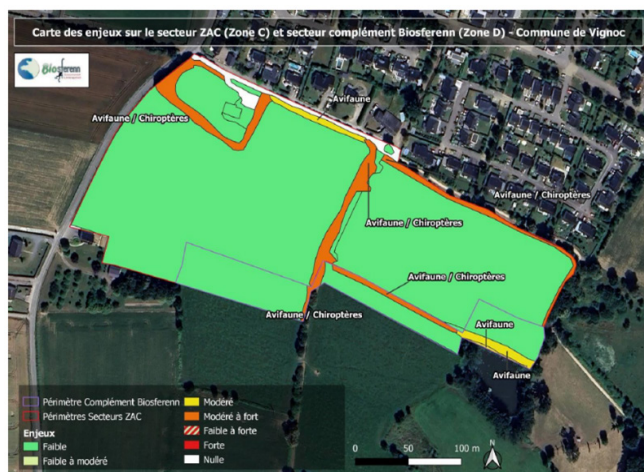 Carte des enjeux sur le secteur ZAC (Zone C) et secteur complément Biosferenn (Zone D) - Commune de Vignoc
Biosferenn
Avifaune
Avifaune / Chiroptères
Avifaune / Chiroptères
Avifaune / Chiroptères
Avifaune / Chiroptères
Avifaune / Chiroptères
Avifaune
Avifaune
Périmètre Complément Biosferenn
Périmètres Secteurs ZAC
Enjeux
Faible
Faible à modéré
Modéré
Modéré à fort
Faible à forte
Forte
Nulle
0 50 100 m
N